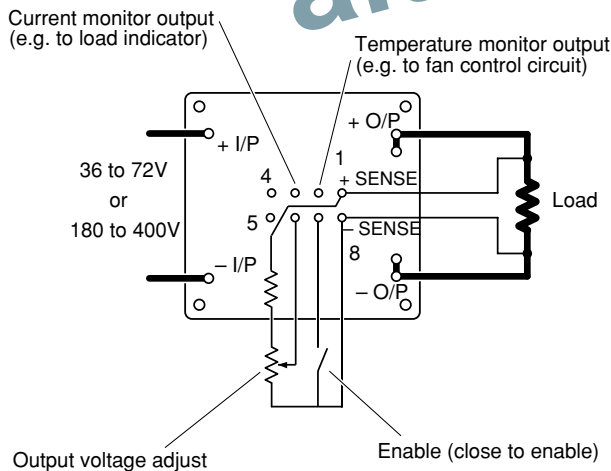 Current monitor output
(e.g. to load indicator)
Temperature monitor output
(e.g. to fan control circuit)
+ O/P
+ I/P
1
4
+ SENSE
36 to 72V
or
180 to 400V
Load
5
– SENSE
8
– I/P
– O/P
Output voltage adjust
Enable (close to enable)